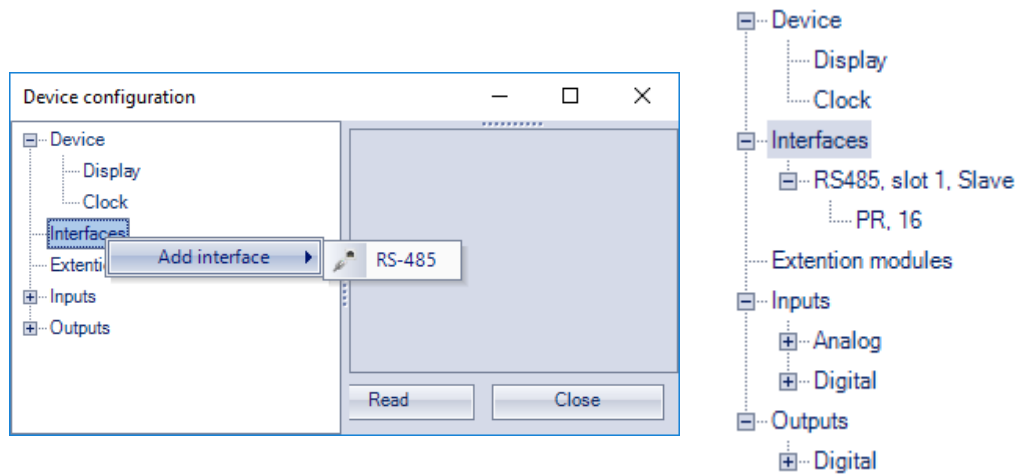 Device configuration
Device
Display
Clock
Interfaces
Add interface
RS-485
Extenti
Inputs
Outputs
Read
Close
Device
Display
Clock
Interfaces
RS485, slot 1, Slave
PR, 16
Extention modules
Inputs
Analog
Digital
Outputs
Digital